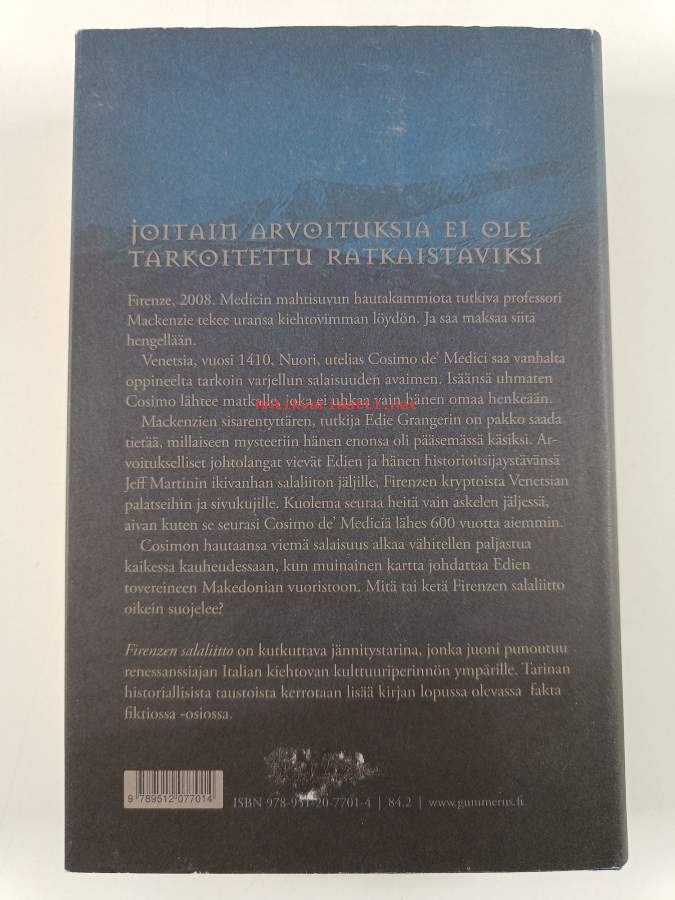 JOITAIN ARVOITUKSIA EI OLE
TARKOITETTU RATKAISTAVIKSI
Firenze, 2008. Medicin mahtisuvun hautakammiota tutkiva professori
Mackenzie tekee uransa kiehtovimman löydön. Ja saa maksaa siitä
hengellään.
Venetsia, vuosi 1410. Nuori, utelias Cosimo de' Medici saa vanhalta
oppineelta tarkoin varjellun salaisuuden avaimen. Isäänsä uhmaten
Cosimo lähtee matkalle, joka ei uhkaa vain hänen omaa henkeään.
Mackenzien sisarentyttären, tutkija Edie Grangerin on pakko saada
tietää, millaiseen mysteeriin hänen enonsa oli pääsemässä käsiksi. Ar-
voitukselliset johtolangat vievät Edien ja hänen historioitsijaystävänsä
Jeff Martinin ikivanhan salaliiton jäljille, Firenzen kryptoista Venetsian
palatseihin ja sivukujille. Kuolema seuraa heitä vain askelen jäljessä,
aivan kuten se seurasi Cosimo de' Mediciä lähes 600 vuotta aiemmin.
Cosimon hautaansa viemä salaisuus alkaa vähitellen paljastua
kaikessa kauheudessaan, kun muinainen kartta johdattaa Edien
tovereineen Makedonian vuoristoon. Mitä tai ketä Firenzen salaliitto
oikein suojelee?
Firenzen salaliitto on kutkuttava jännitystarina, jonka juoni punoutuu
renessanssiajan Italian kiehtovan kulttuuriperinnön ympärille. Tarinan
historiallisista taustoista kerrotaan lisää kirjan lopussa olevassa fakta
fiktiossa -osiossa.
9 789512 077014
ISBN 978-951-20-7701-4 | 84.2 | www.gummerus.fi